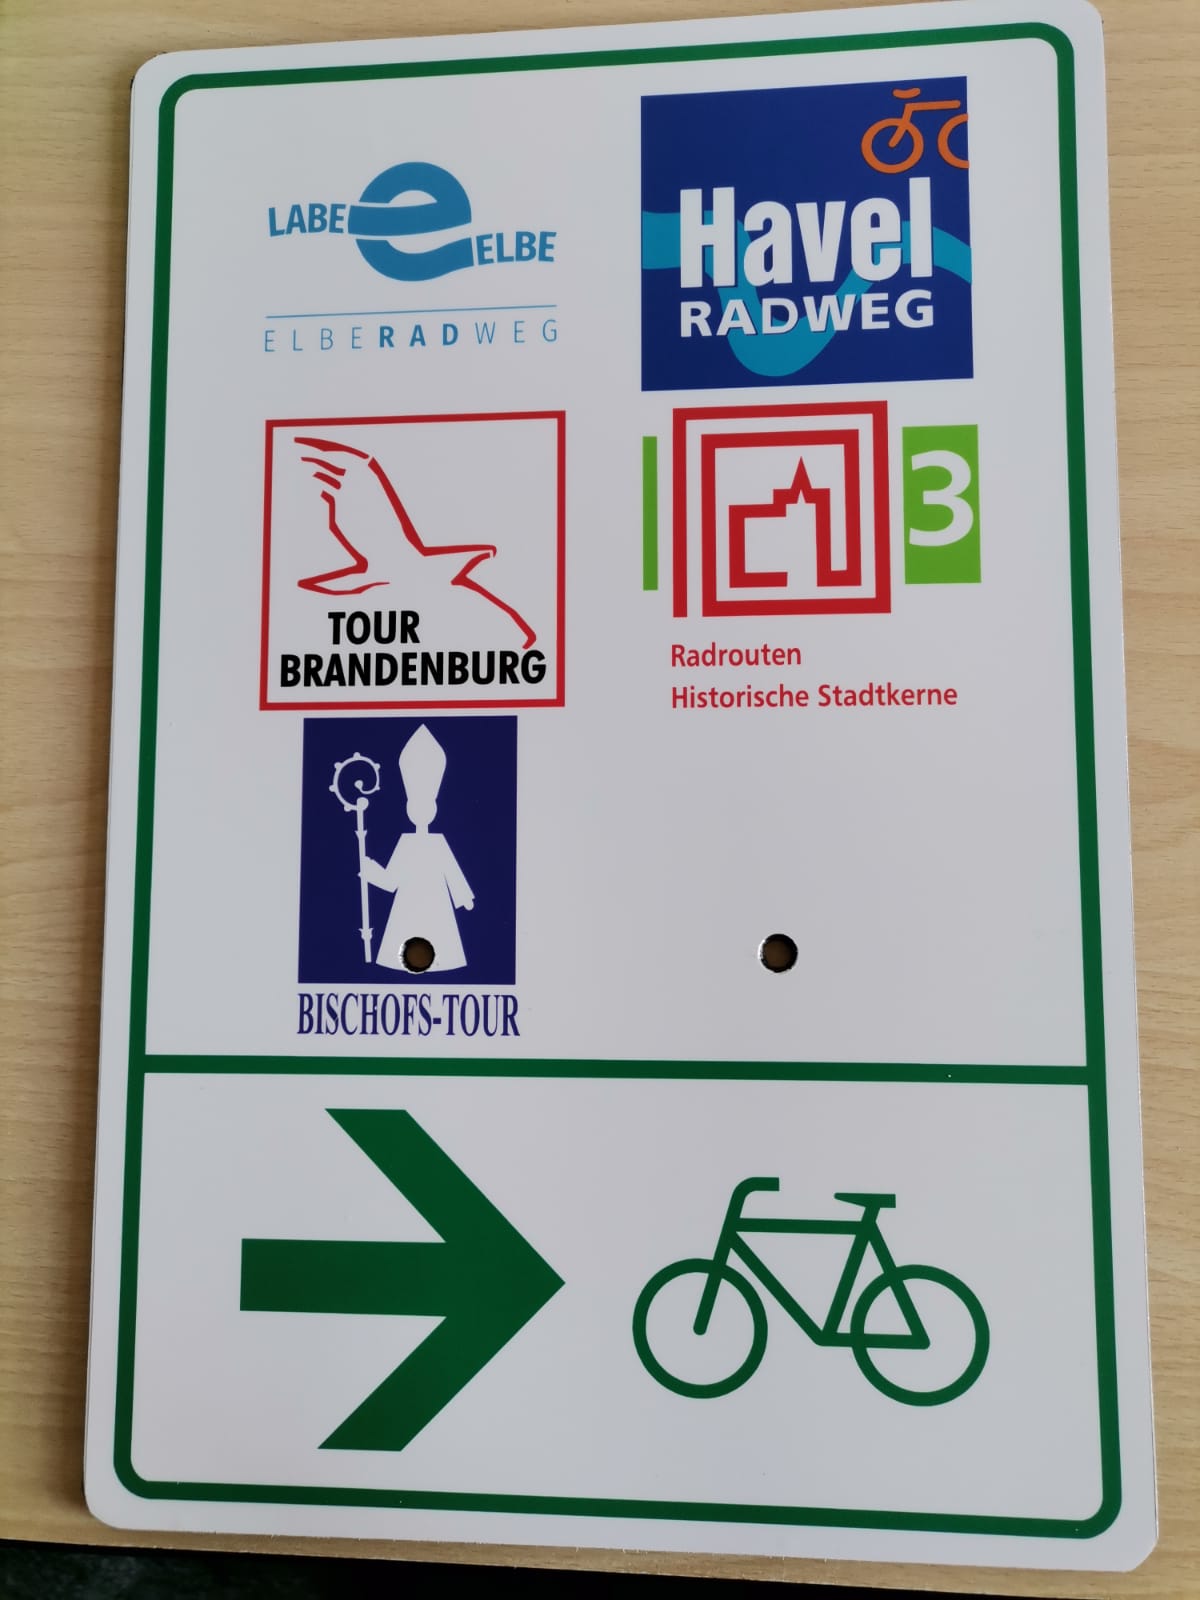 LABE e ELBE
ELBERADWEG
Havel
RADWEG
TOUR
BRANDENBURG
3
Radrouten
Historische Stadtkerne
BISCHOFS-TOUR